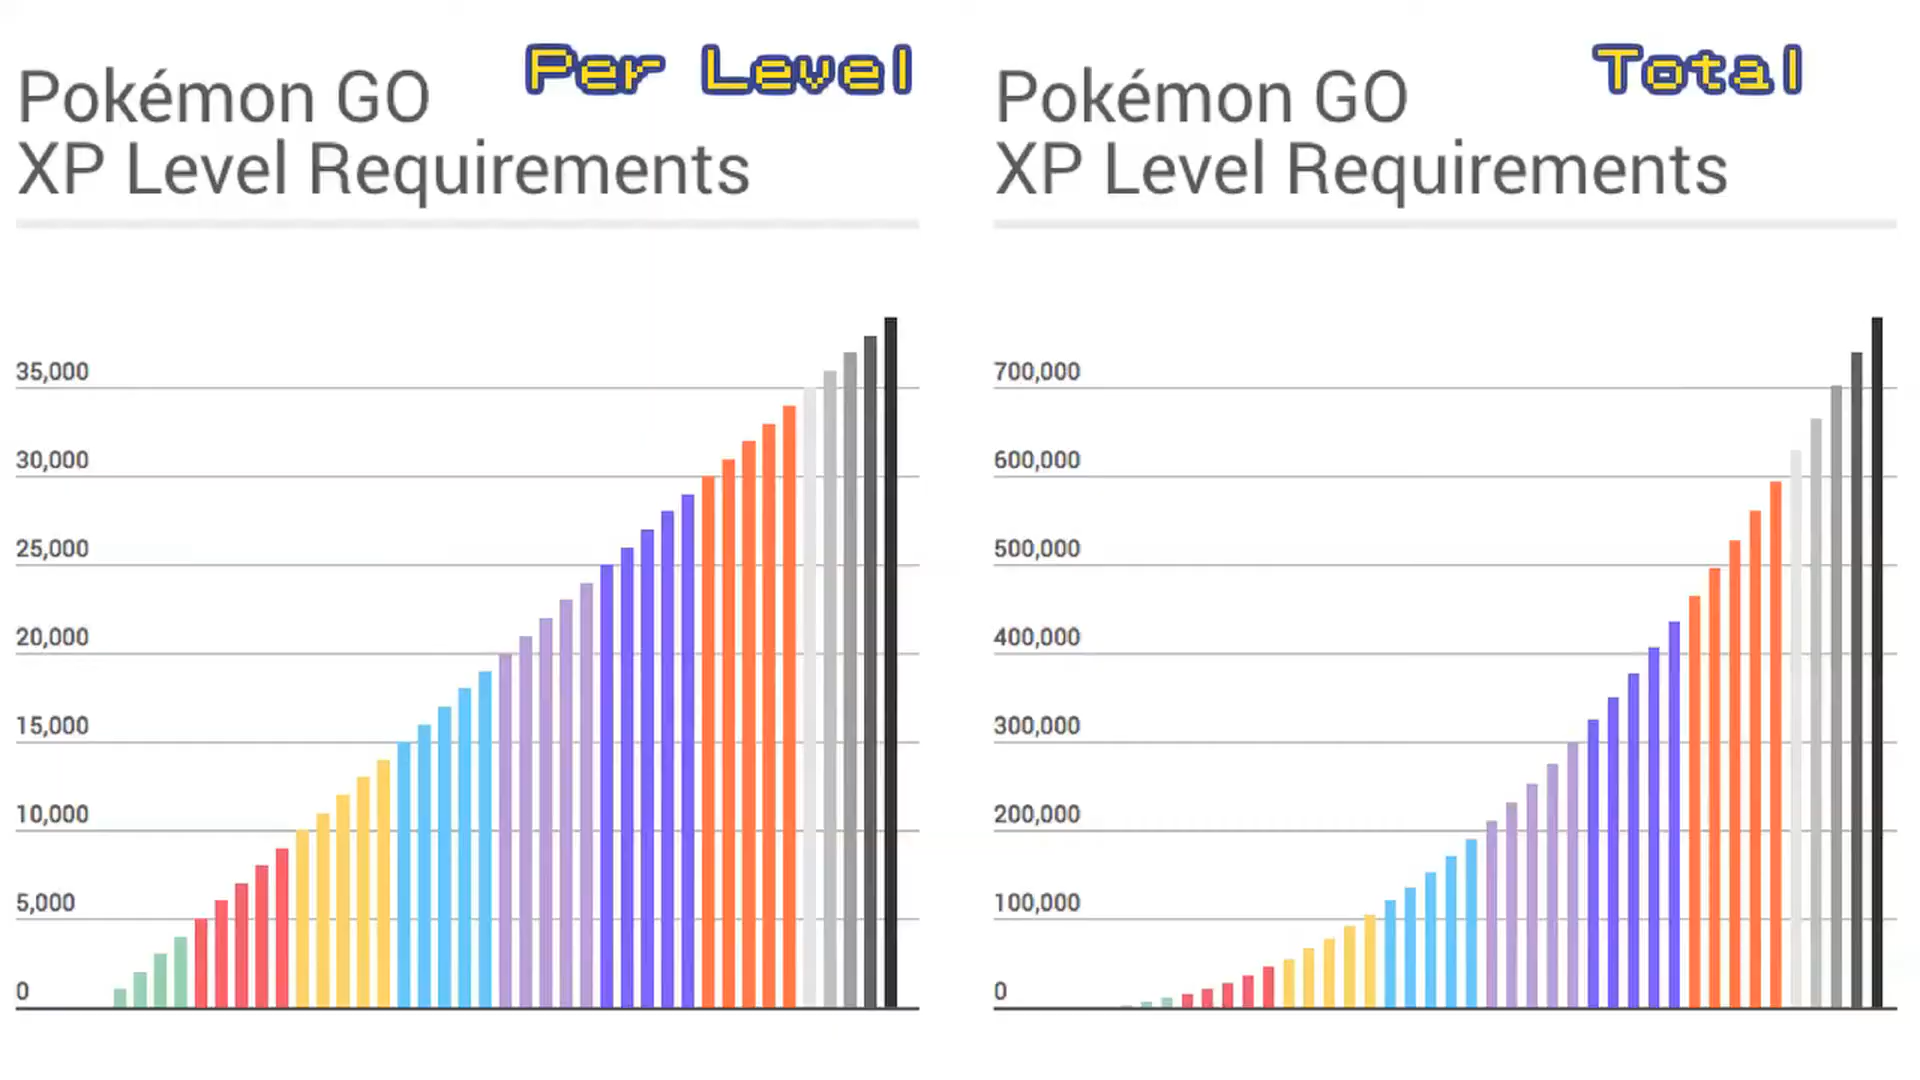 Pokémon GO
XP Level Requirements
Per Level
35,000
30,000
25,000
20,000
15,000
10,000
5,000
0
Pokémon GO
XP Level Requirements
Total
700,000
600,000
500,000
400,000
300,000
200,000
100,000
0